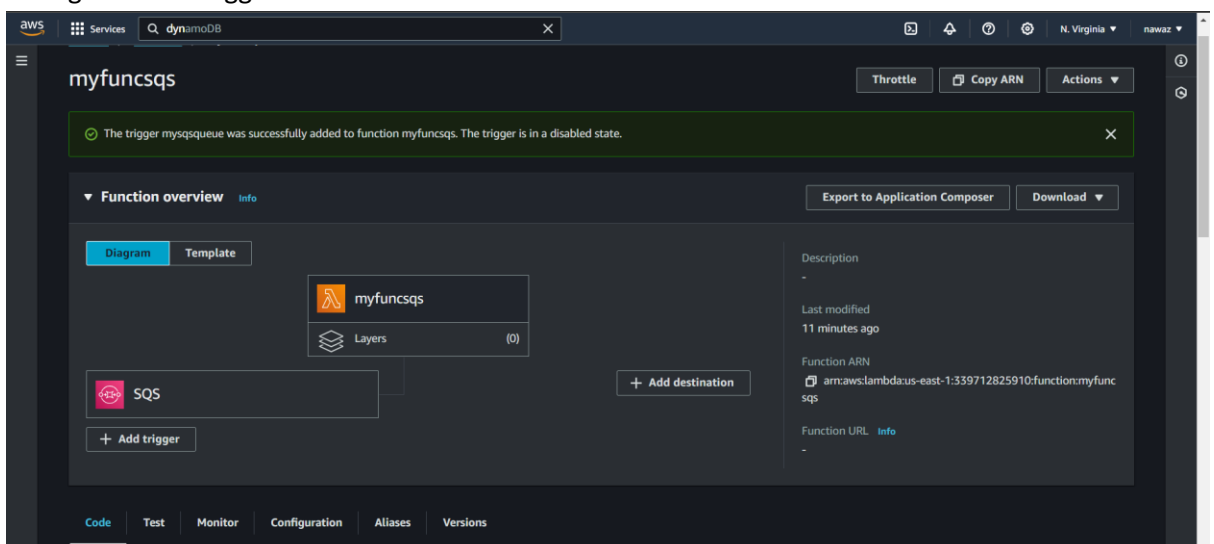 aws
Services
dynamoDB
N. Virginia
nawaz
myfuncsqs
Throttle
Copy ARN
Actions
The trigger mysqsqueue was successfully added to function myfuncsqs. The trigger is in a disabled state.
Function overview Info
Export to Application Composer
Download
Diagram
Template
myfuncsqs
Layers (0)
SQS
+ Add trigger
+ Add destination
Description
-
Last modified
11 minutes ago
Function ARN
arn:aws:lambda:us-east-1:339712825910:function:myfunc
sqs
Function URL Info
-
Code
Test
Monitor
Configuration
Aliases
Versions